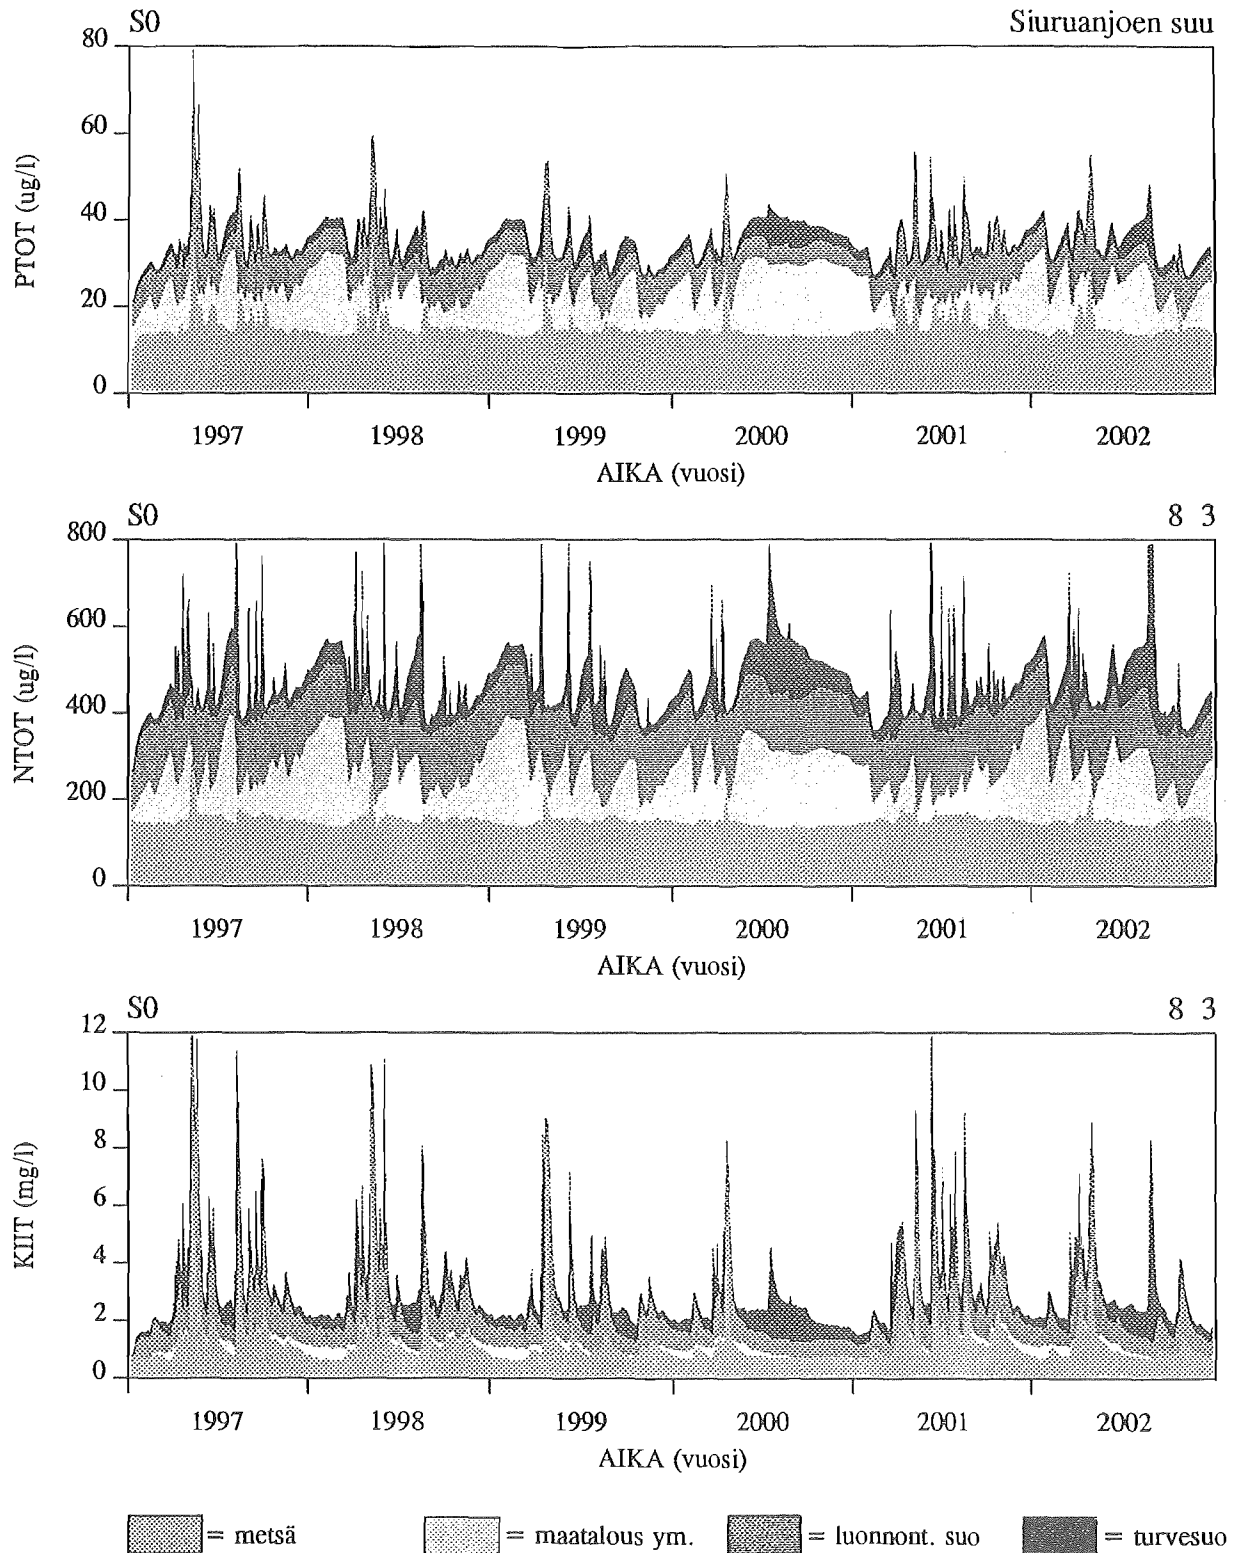 S0 Siuruanjoen suu
PTOT (ug/l)
80
60
40
20
0
1997 1998 1999 2000 2001 2002
AIKA (vuosi)
S0 8 3
NTOT (ug/l)
800
600
400
200
0
1997 1998 1999 2000 2001 2002
AIKA (vuosi)
S0 8 3
KIIT (mg/l)
12
10
8
6
4
2
0
1997 1998 1999 2000 2001 2002
AIKA (vuosi)
= metsä = maatalous ym. = luonnont. suo = turvesuo